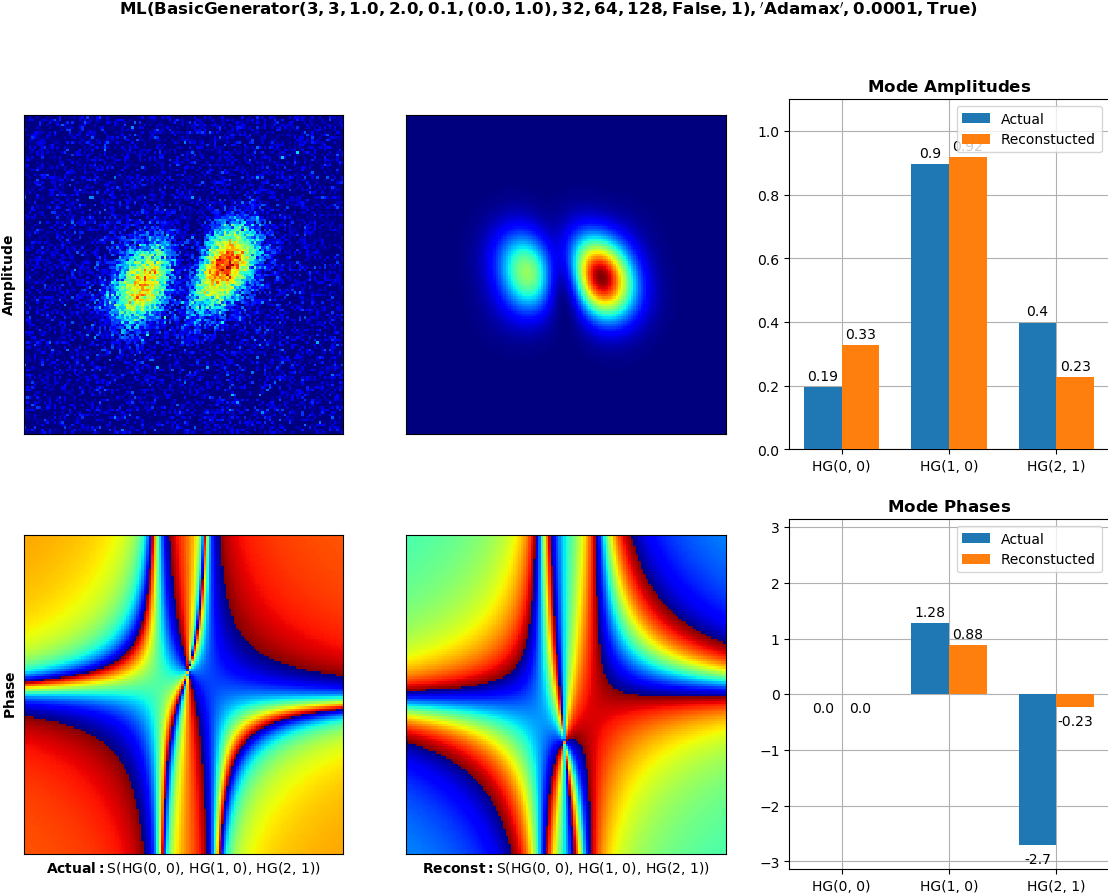 ML(BasicGenerator(3, 3, 1.0, 2.0, 0.1, (0.0, 1.0), 32, 64, 128, False, 1), ′Adamax′, 0.0001, True)
Amplitude
Mode Amplitudes
Actual
Reconstucted
1.0
0.8
0.6
0.4
0.2
0.0
0.19
0.33
0.9
0.92
0.4
0.23
HG(0, 0)
HG(1, 0)
HG(2, 1)
Phase
Actual: S(HG(0, 0), HG(1, 0), HG(2, 1))
Reconst: S(HG(0, 0), HG(1, 0), HG(2, 1))
Mode Phases
Actual
Reconstucted
3
2
1
0
−1
−2
−3
0.0
0.0
1.28
0.88
-2.7
-0.23
HG(0, 0)
HG(1, 0)
HG(2, 1)